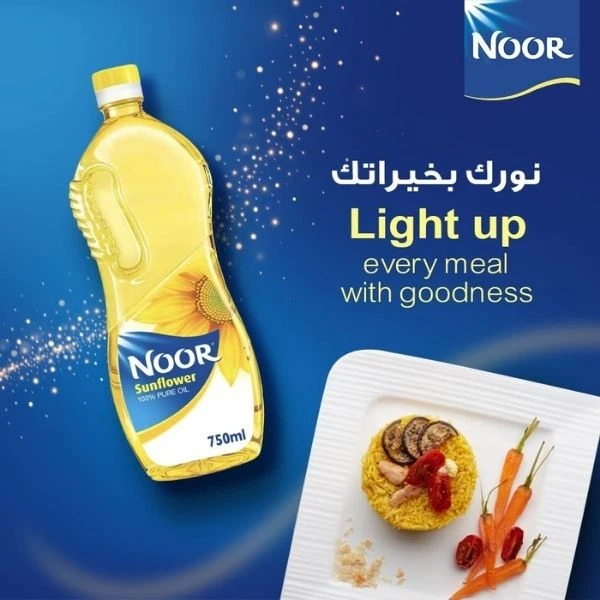 NOOR
نورك بخيراتك
Light up
every meal
with goodness
NOOR
Sunflower
100% PURE OIL
750ml